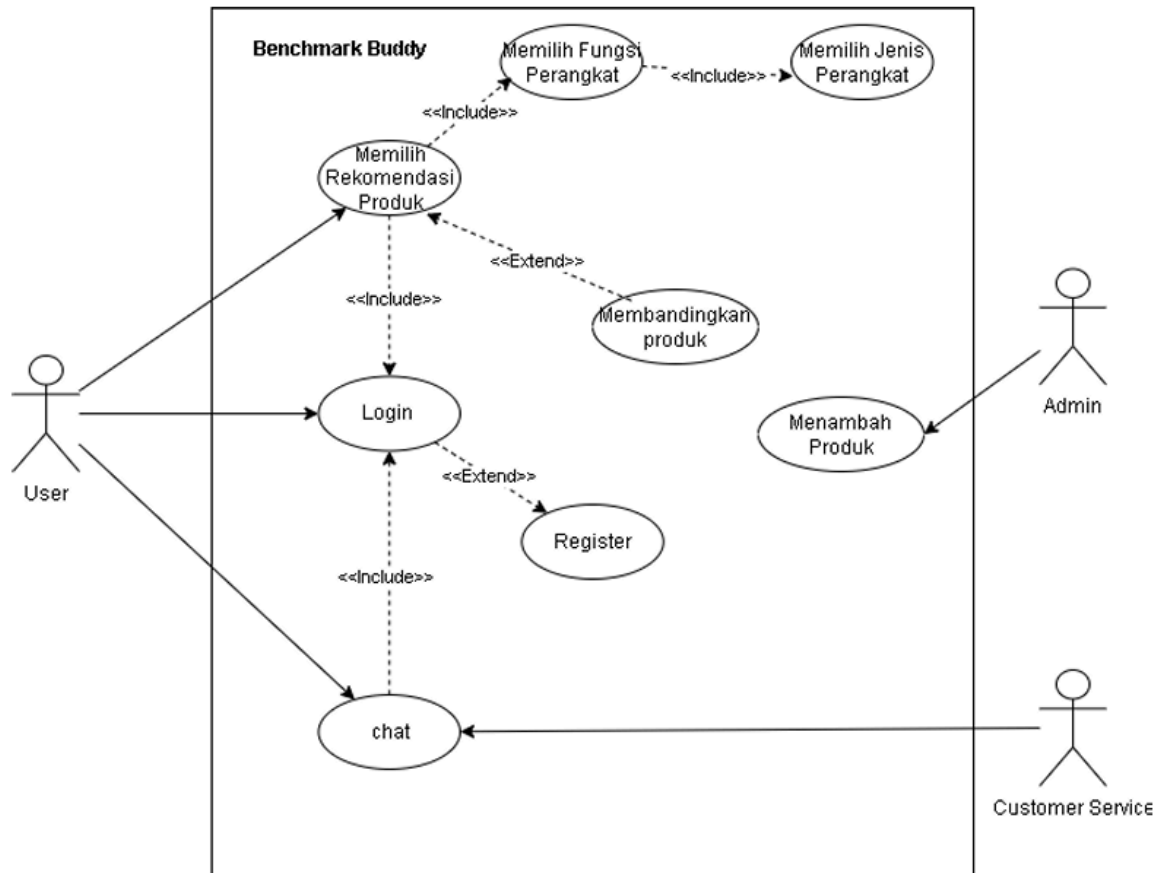 Benchmark Buddy
Memilih Fungsi
Perangkat
<<Include>>
Memilih Jenis
Perangkat
<<Include>>
Memilih
Rekomendasi
Produk
<<Extend>>
<<Include>>
Membandingkan
produk
Login
Menambah
Produk
Admin
<<Extend>>
User
Register
<<Include>>
chat
Customer Service